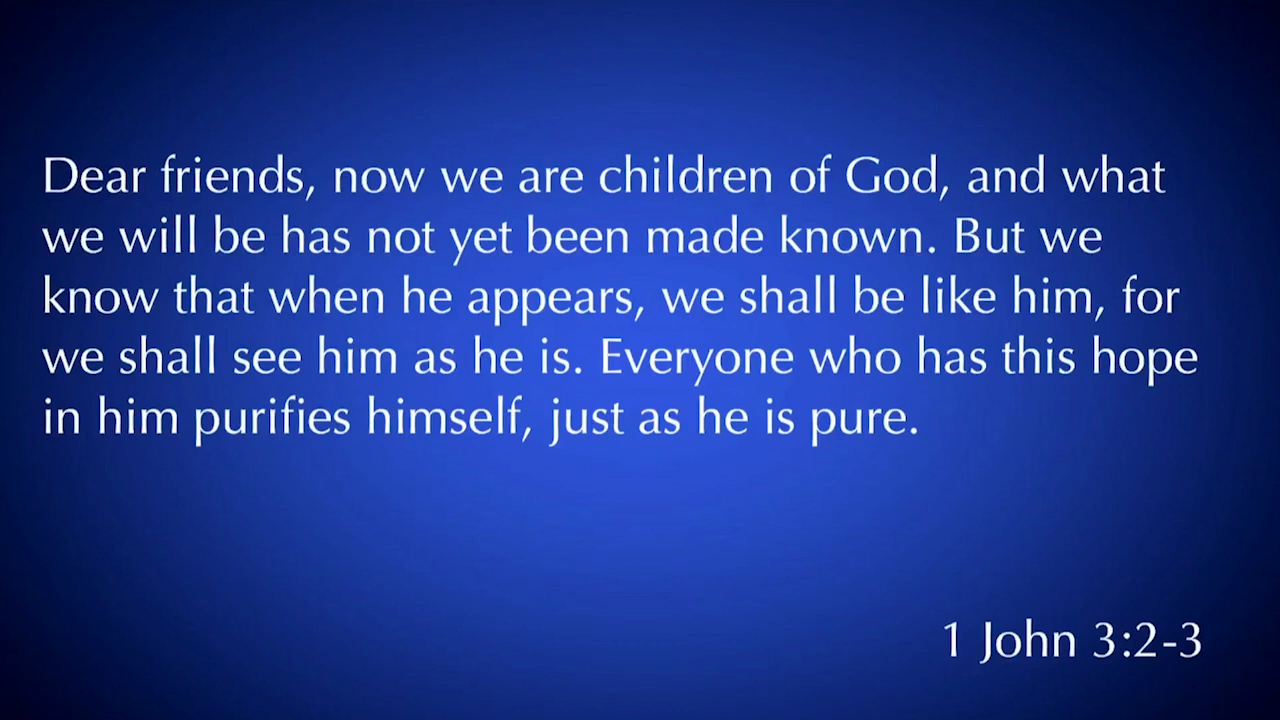 Dear friends, now we are children of God, and what
we will be has not yet been made known. But we
know that when he appears, we shall be like him, for
we shall see him as he is. Everyone who has this hope
in him purifies himself, just as he is pure.
1 John 3:2-3